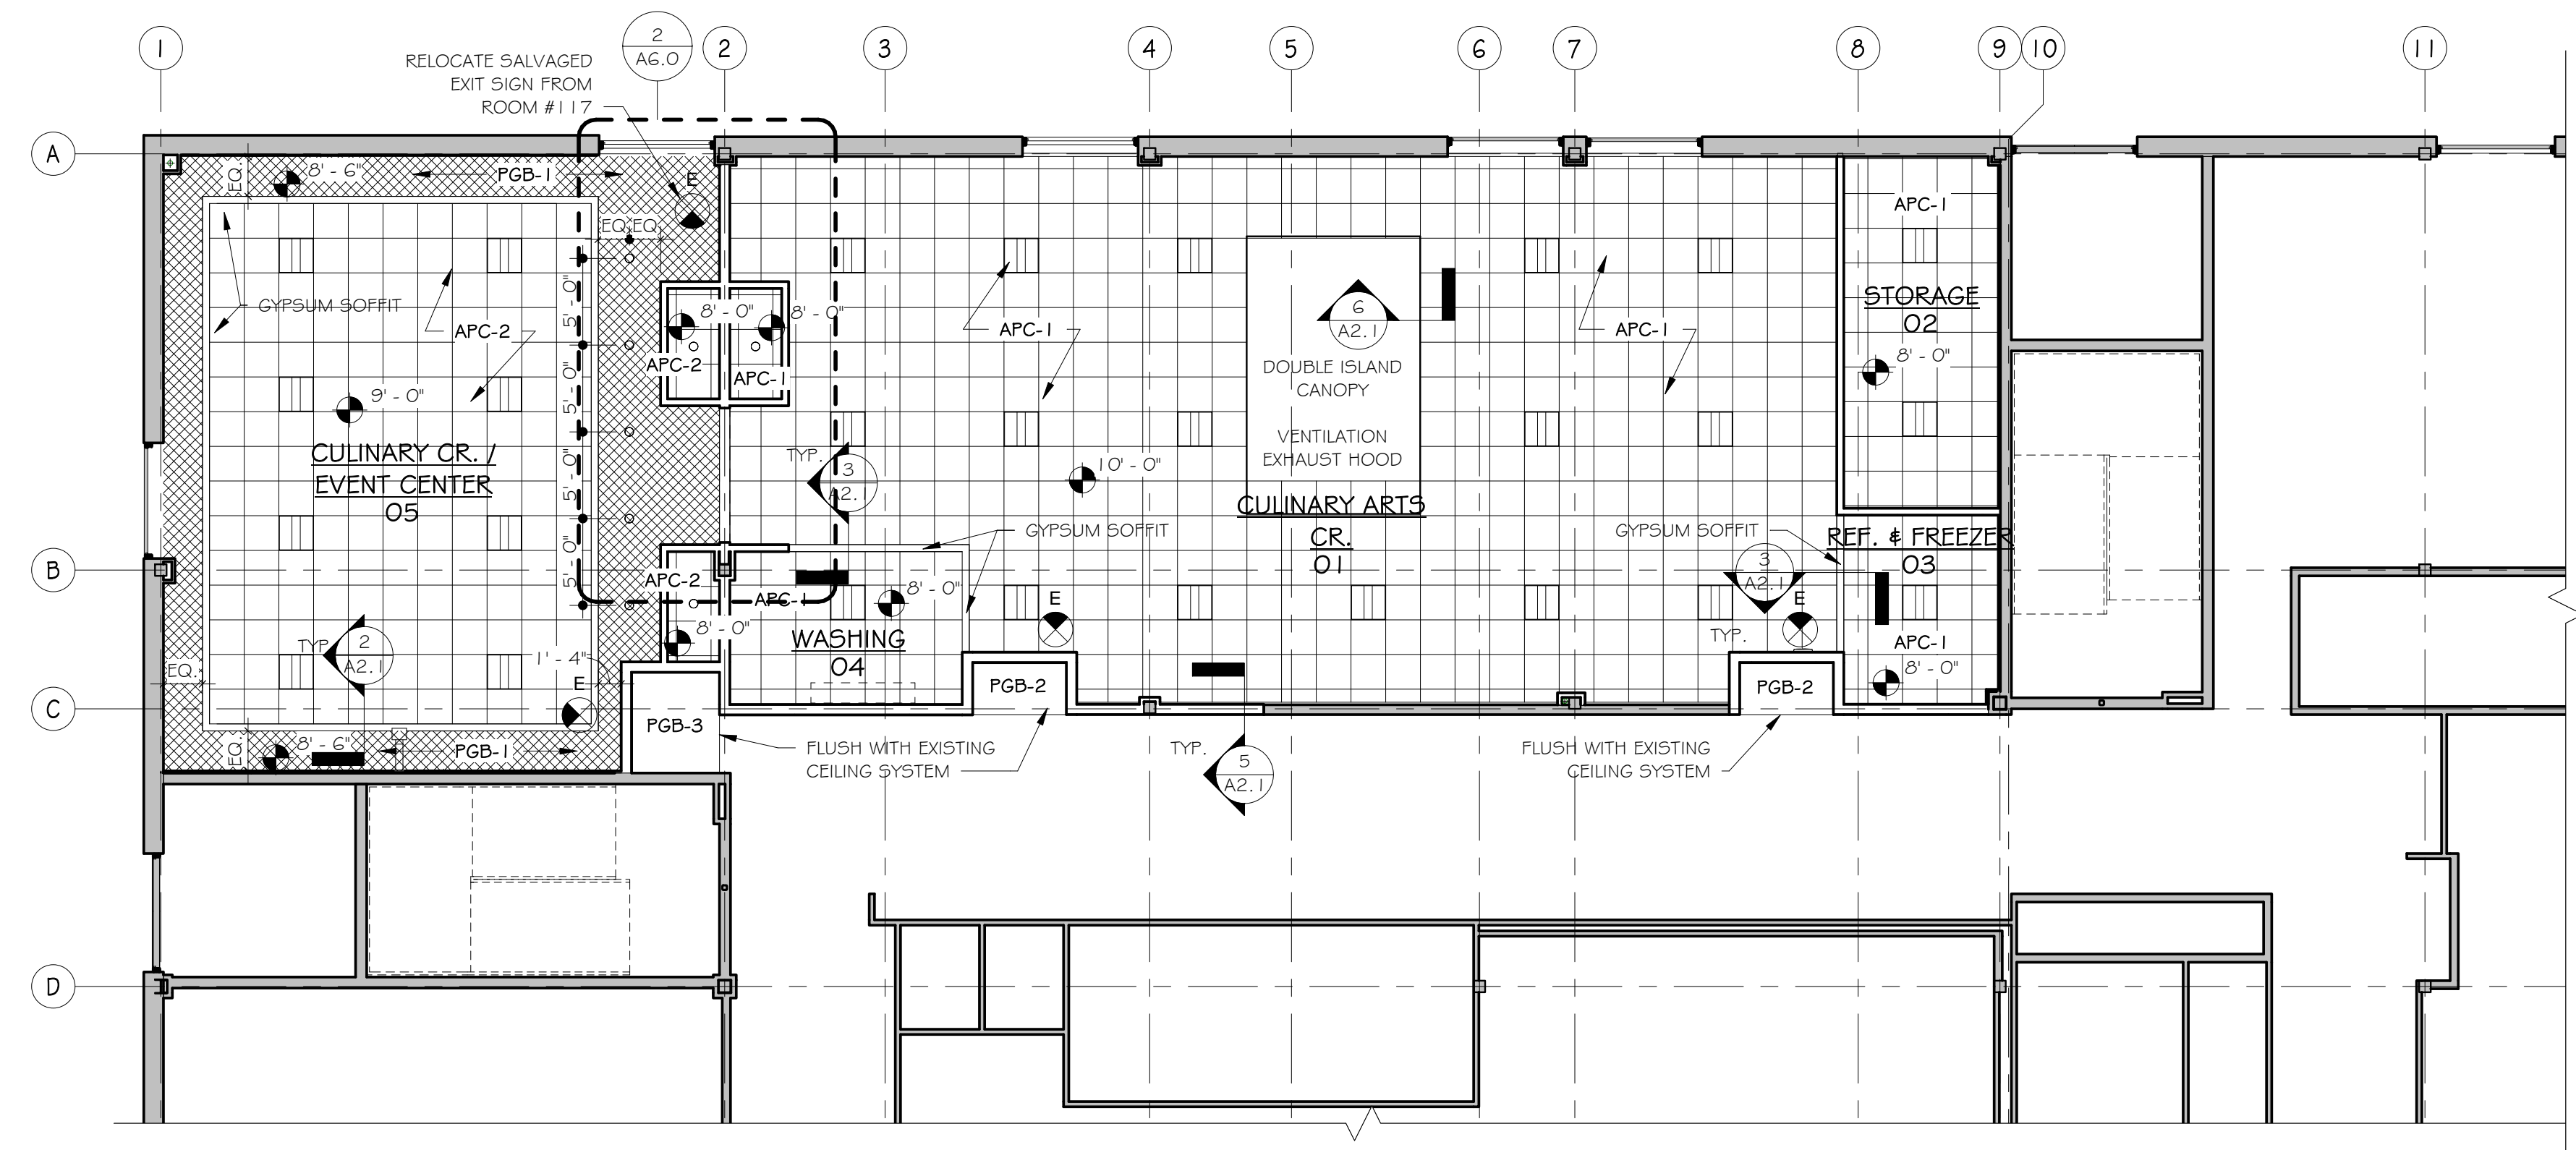 1
2
A6.0
2
3
4
5
6
7
8
9
10
11
RELOCATE SALVAGED
EXIT SIGN FROM
ROOM #117
A
8' - 6"
PGB-1
EQ.
E
EQ.
EQ.
APC-1
GYPSUM SOFFIT
APC-2
5' - 0"
8' - 0"
8' - 0"
APC-2
APC-1
APC-1
6
A2.1
DOUBLE ISLAND
CANOPY
VENTILATION
EXHAUST HOOD
APC-1
STORAGE
02
8' - 0"
9' - 0"
5' - 0"
CULINARY CR. /
EVENT CENTER
05
5' - 0"
TYP.
3
A2.1
10' - 0"
CULINARY ARTS
CR.
01
GYPSUM SOFFIT
GYPSUM SOFFIT
REF. & FREEZER
03
B
5' - 0"
APC-2
APC-1
8' - 0"
8' - 0"
WASHING
04
E
3
A2.1
E
TYP.
APC-1
8' - 0"
TYP.
2
A2.1
EQ.
1' - 4"
E
C
PGB-3
PGB-2
PGB-2
EQ.
8' - 6"
PGB-1
FLUSH WITH EXISTING
CEILING SYSTEM
TYP.
5
A2.1
FLUSH WITH EXISTING
CEILING SYSTEM
D